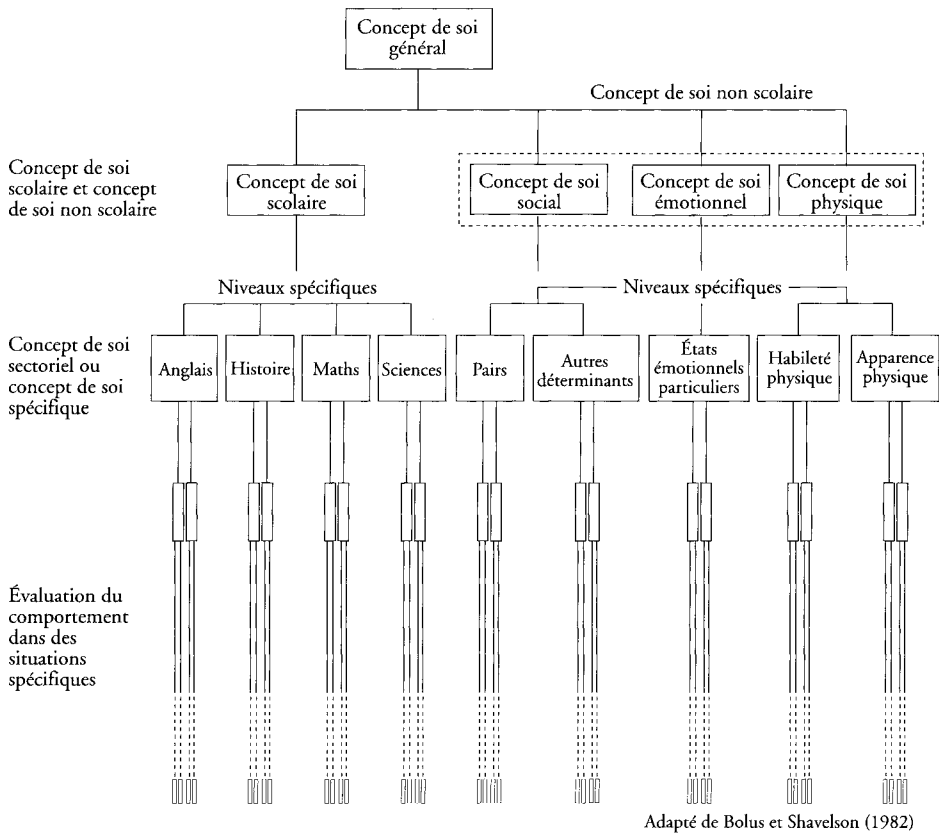 Concept de soi
général
Concept de soi non scolaire
Concept de soi
scolaire et concept
de soi non scolaire
Concept de soi
scolaire
Concept de soi
social
Concept de soi
émotionnel
Concept de soi
physique
Niveaux spécifiques
Niveaux spécifiques
Concept de soi
sectoriel ou
concept de soi
spécifique
Anglais
Histoire
Maths
Sciences
Pairs
Autres
déterminants
États
émotionnels
particuliers
Habileté
physique
Apparence
physique
Évaluation du
comportement
dans des
situations
spécifiques
Adapté de Bolus et Shavelson (1982)